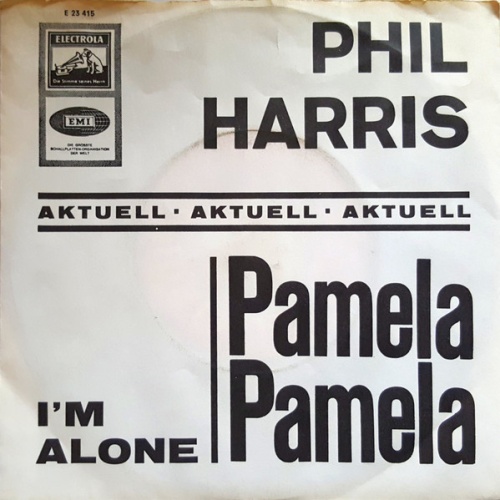 E 23 415
ELECTROLA
Die Stimme seines Herrn
EMI
DIE GRÖSSTE
SCHALLPLATTEN-ORGANISATION
DER WELT
PHIL
HARRIS
AKTUELL · AKTUELL · AKTUELL
Pamela
Pamela
I'M
ALONE